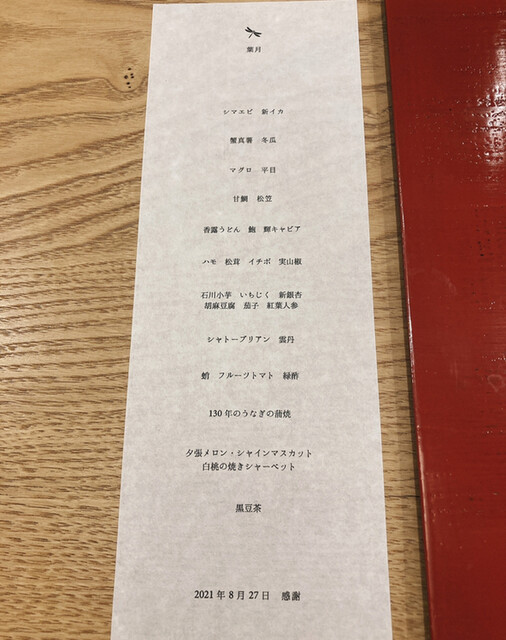 葉月
シマエビ　新イカ
蟹真薯　冬瓜
マグロ　平目
甘鯛　松笠
香露うどん　鮑　輝キャビア
ハモ　松茸　イチボ　実山椒
石川小芋　いちじく　新銀杏
胡麻豆腐　茄子　紅葉人参
シャトーブリアン　雲丹
蛸　フルーツトマト　緑酢
130年のうなぎの蒲焼
夕張メロン・シャインマスカット
白桃の焼きシャーベット
黒豆茶
2021年8月27日　感謝